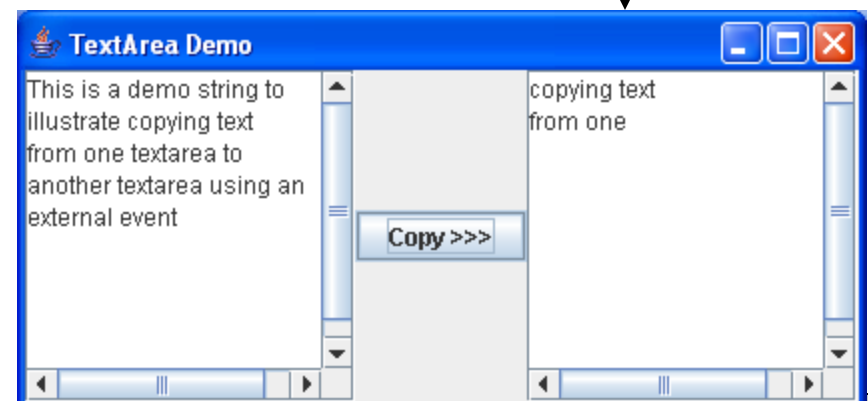 TextArea Demo
This is a demo string to
illustrate copying text
from one textarea to
another textarea using an
external event
Copy >>>
copying text
from one